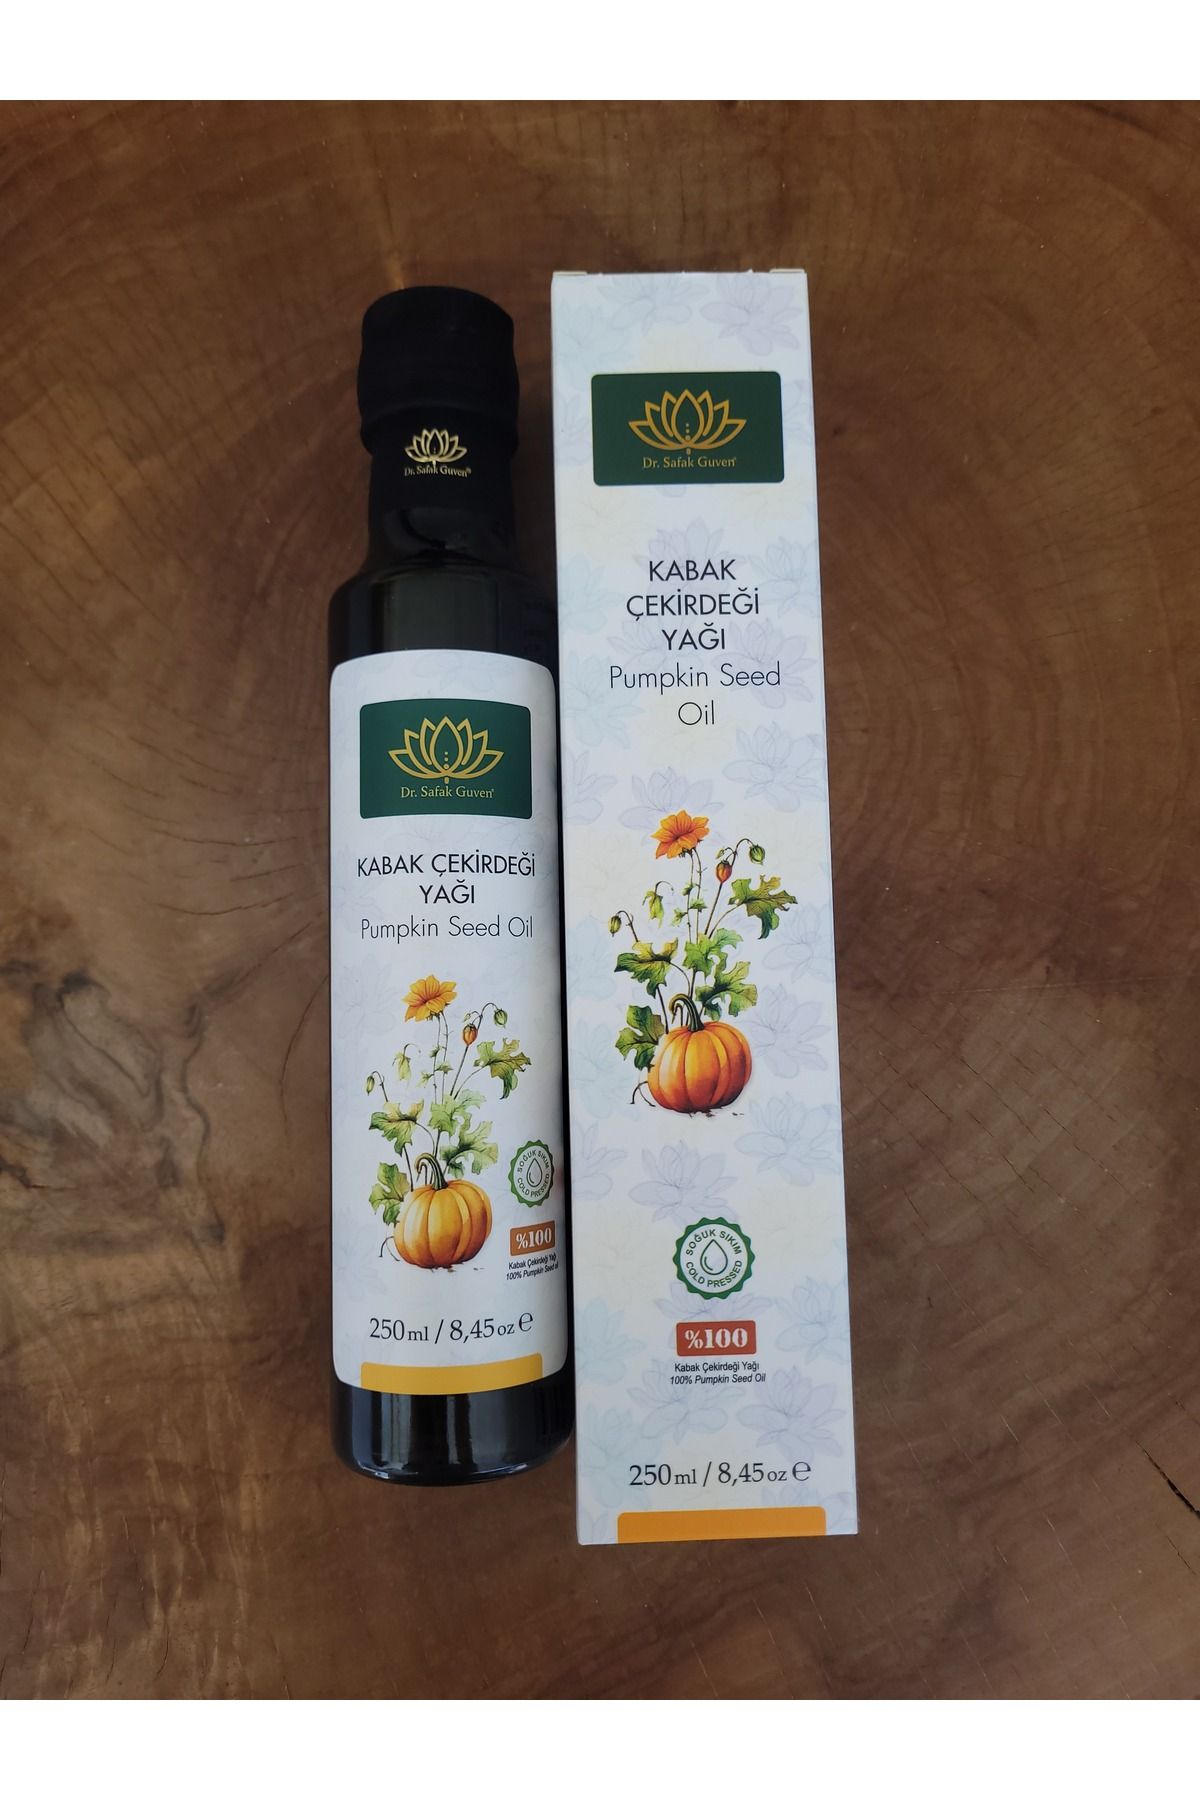 Dr. Safak Guven®
Dr. Safak Guven®
KABAK ÇEKİRDEĞİ
YAĞI
Pumpkin Seed Oil
SOĞUK SIKIM
COLD PRESSED
%100
Kabak Çekirdeği Yağı
100% Pumpkin Seed oil
250ml / 8,45oz ℮
Dr. Safak Guven®
KABAK
ÇEKİRDEĞİ
YAĞI
Pumpkin Seed
Oil
SOĞUK SIKIM
COLD PRESSED
%100
Kabak Çekirdeği Yağı
100% Pumpkin Seed Oil
250ml / 8,45oz ℮